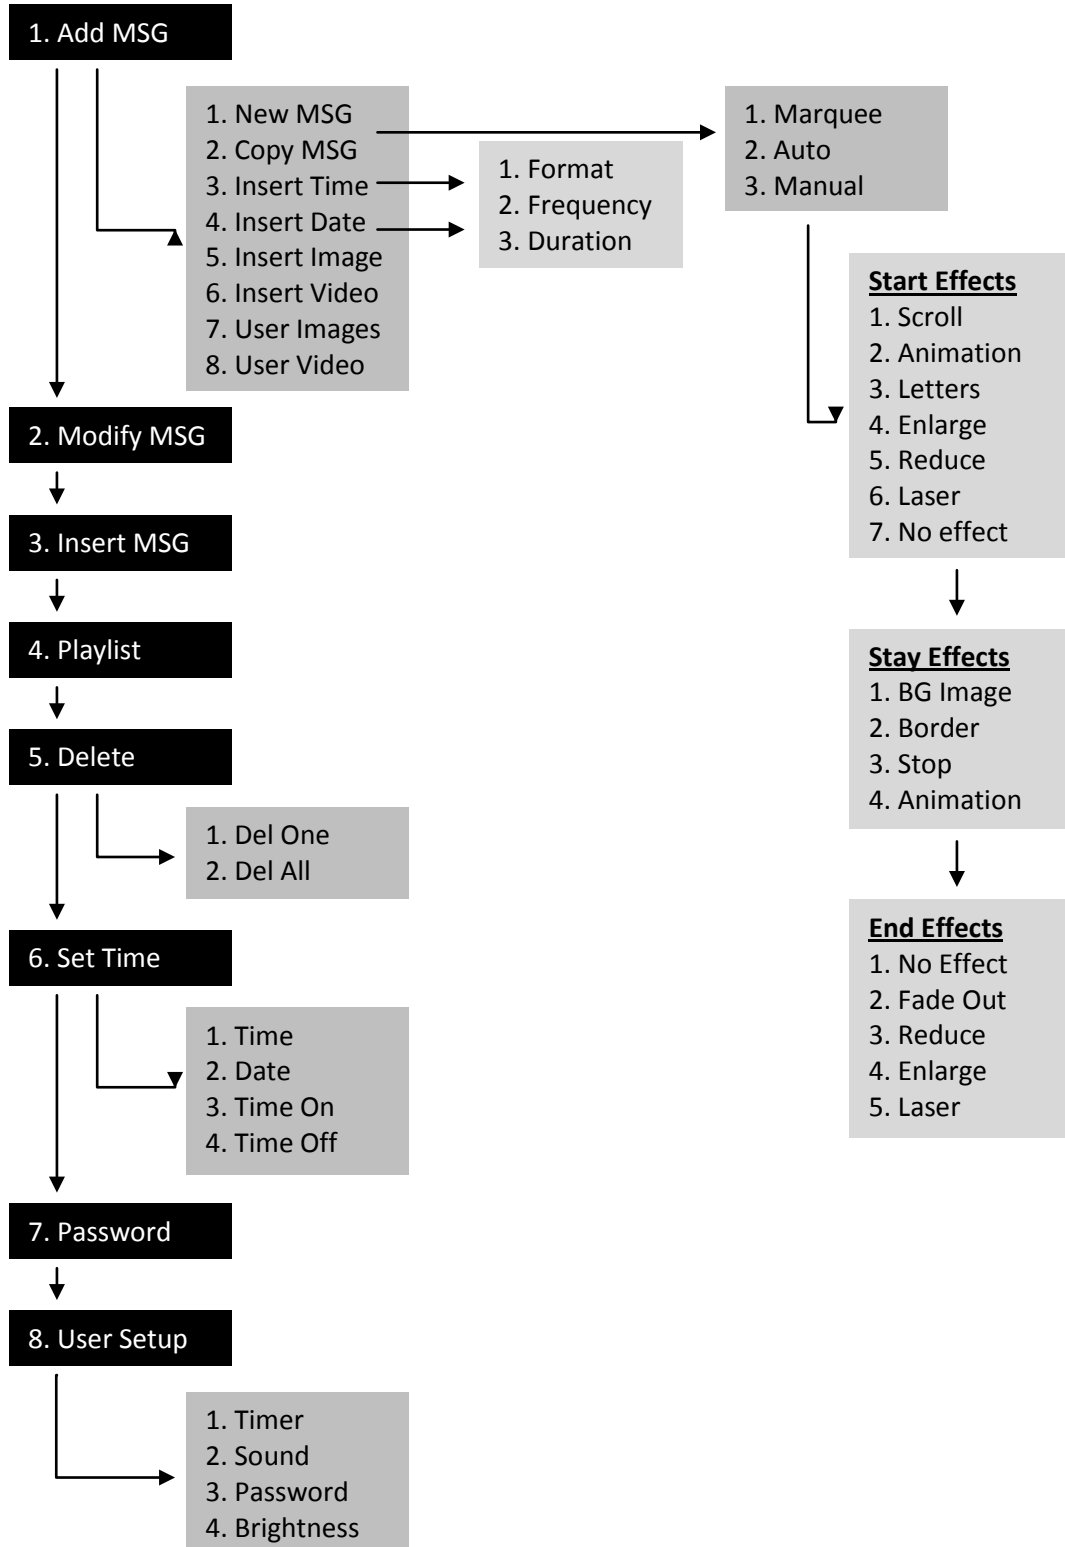 1. Add MSG
1. New MSG
2. Copy MSG
3. Insert Time
4. Insert Date
5. Insert Image
6. Insert Video
7. User Images
8. User Video
1. Format
2. Frequency
3. Duration
1. Marquee
2. Auto
3. Manual
Start Effects
1. Scroll
2. Animation
3. Letters
4. Enlarge
5. Reduce
6. Laser
7. No effect
Stay Effects
1. BG Image
2. Border
3. Stop
4. Animation
End Effects
1. No Effect
2. Fade Out
3. Reduce
4. Enlarge
5. Laser
2. Modify MSG
3. Insert MSG
4. Playlist
5. Delete
1. Del One
2. Del All
6. Set Time
1. Time
2. Date
3. Time On
4. Time Off
7. Password
8. User Setup
1. Timer
2. Sound
3. Password
4. Brightness